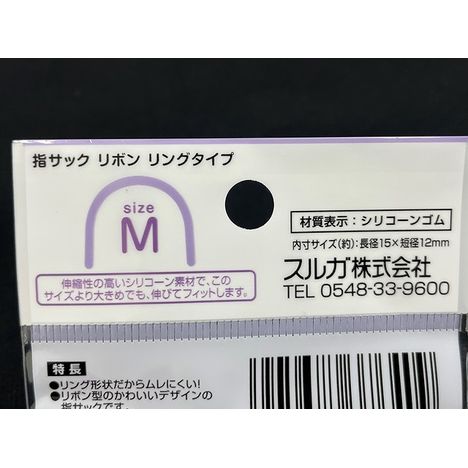 指サック リボン リングタイプ
size
M
伸縮性の高いシリコーン素材で、この
サイズより大きめでも、伸びてフィットします。
材質表示：シリコーンゴム
内寸サイズ(約)：長径15×短径12mm
スルガ株式会社
TEL 0548-33-9600
特長
●リング形状だからムレにくい!
●リボン型のかわいいデザインの
指サックです。